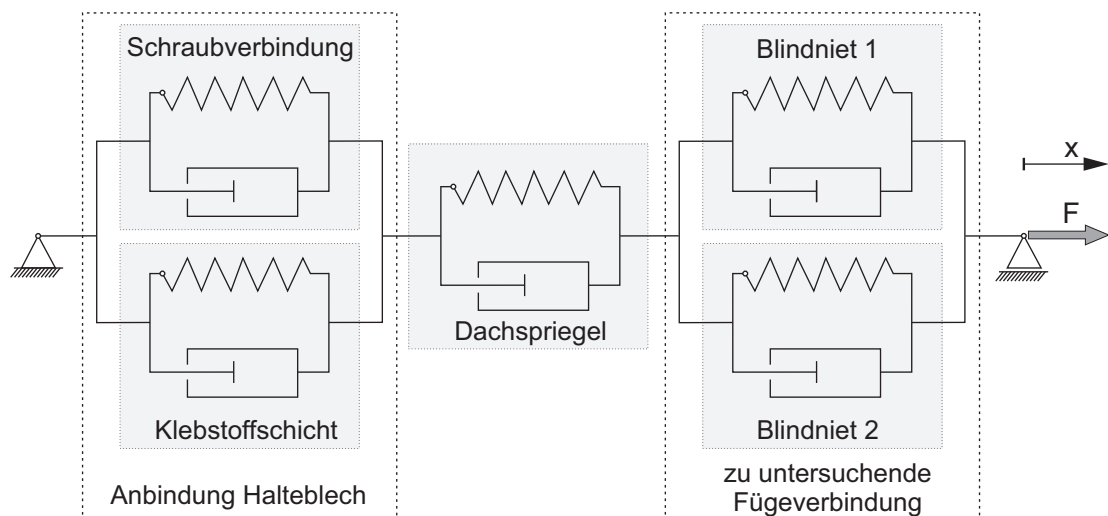 Schraubverbindung
Klebstoffschicht
Anbindung Halteblech
Dachspriegel
Blindniet 1
Blindniet 2
zu untersuchende
Fügeverbindung
x
F